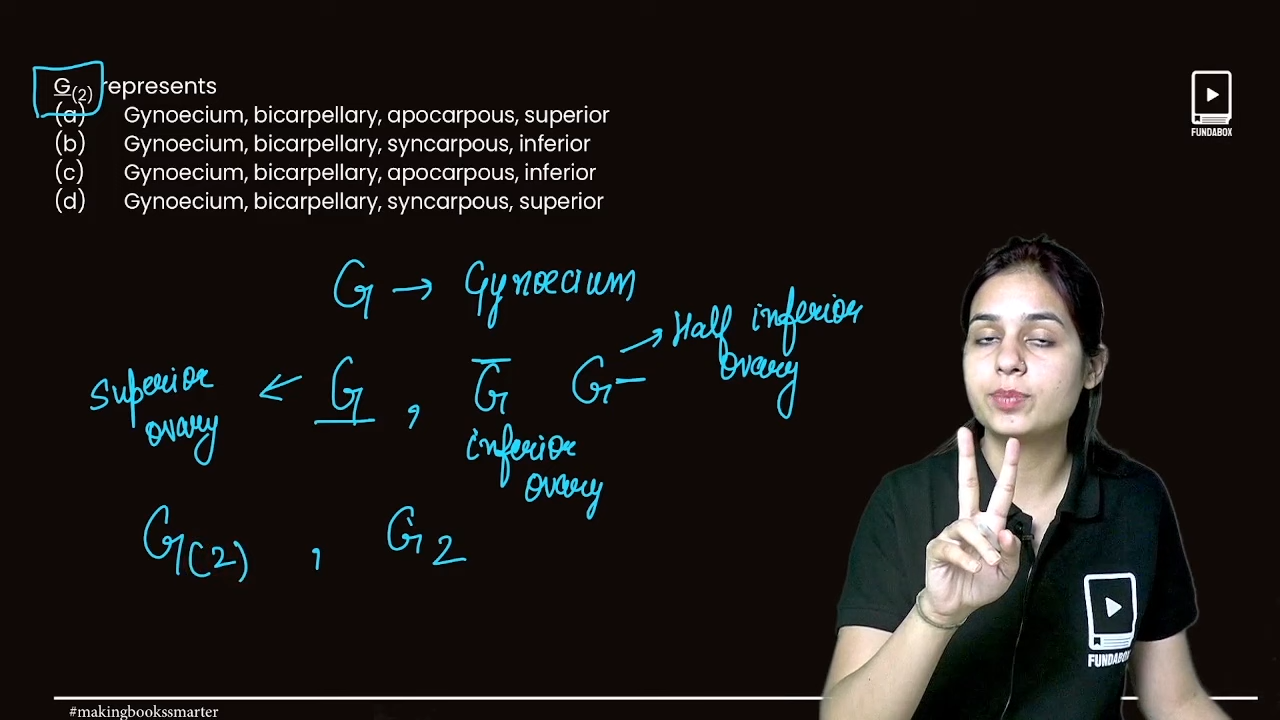 G(2) represents
(a) Gynoecium, bicarpellary, apocarpous, superior
(b) Gynoecium, bicarpellary, syncarpous, inferior
(c) Gynoecium, bicarpellary, apocarpous, inferior
(d) Gynoecium, bicarpellary, syncarpous, superior
FUNDABOX
G → Gynoecium
Superior ovary ← G , G G– → Half inferior ovary
inferior ovary
G(2) , G2
FUNDABOX
#makingbookssmarter